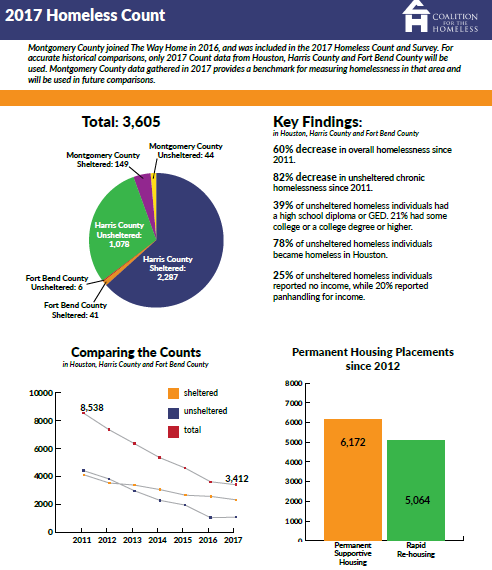 2017 Homeless Count
COALITION
FOR THE
HOMELESS
Montgomery County joined The Way Home in 2016, and was included in the 2017 Homeless Count and Survey. For
accurate historical comparisons, only 2017 Count data from Houston, Harris County and Fort Bend County will be
used. Montgomery County data gathered in 2017 provides a benchmark for measuring homelessness in that area and
will be used in future comparisons.
Total: 3,605
Montgomery County
Unsheltered: 44
Montgomery County
Sheltered: 149
Harris County
Unsheltered:
1,078
Harris County
Sheltered:
2,287
Fort Bend County
Unsheltered: 6
Fort Bend County
Sheltered: 41
Key Findings:
in Houston, Harris County and Fort Bend County
60% decrease in overall homelessness since
2011.
82% decrease in unsheltered chronic
homelessness since 2011.
39% of unsheltered homeless individuals had
a high school diploma or GED. 21% had some
college or a college degree or higher.
78% of unsheltered homeless individuals
became homeless in Houston.
25% of unsheltered homeless individuals
reported no income, while 20% reported
panhandling for income.
Comparing the Counts
in Houston, Harris County and Fort Bend County
10000
8000
6000
4000
2000
0
8,538
3,412
sheltered
unsheltered
total
2011 2012 2013 2014 2015 2016 2017
Permanent Housing Placements
since 2012
8000
7000
6000
5000
4000
3000
2000
1000
0
6,172
5,064
Permanent
Supportive
Housing
Rapid
Re-housing